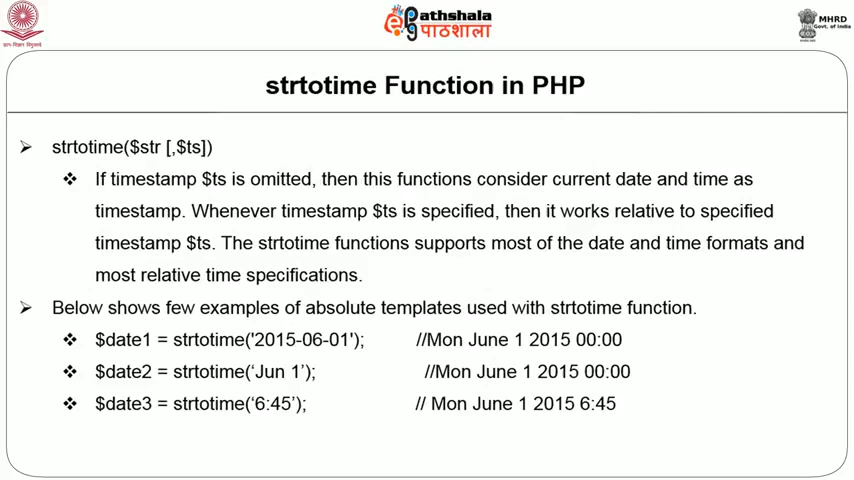 Pathshala
पाठशाला
MHRD
Govt. of India
strtotime Function in PHP
➢ strtotime($str [,$ts])
❖ If timestamp $ts is omitted, then this functions consider current date and time as
timestamp. Whenever timestamp $ts is specified, then it works relative to specified
timestamp $ts. The strtotime functions supports most of the date and time formats and
most relative time specifications.
➢ Below shows few examples of absolute templates used with strtotime function.
❖ $date1 = strtotime('2015-06-01'); //Mon June 1 2015 00:00
❖ $date2 = strtotime(‘Jun 1’); //Mon June 1 2015 00:00
❖ $date3 = strtotime(‘6:45’); // Mon June 1 2015 6:45